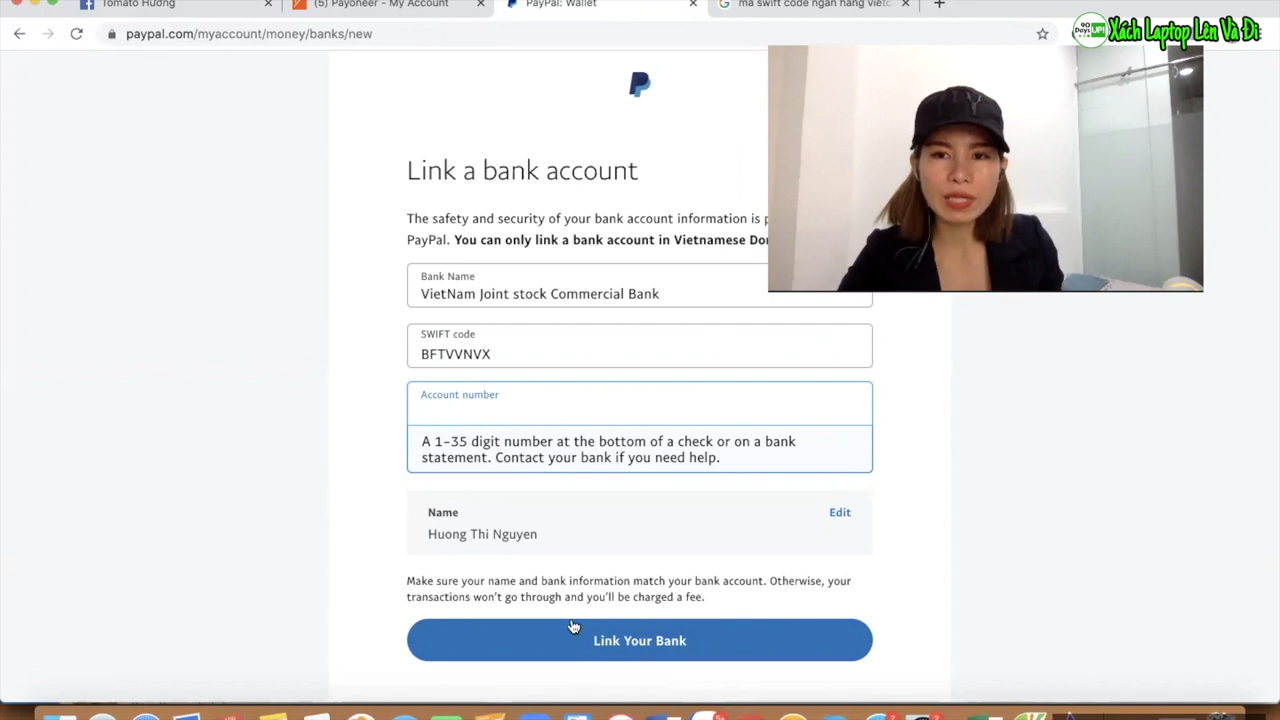 Tomato Hương
(5) Payoneer - My Account
PayPal: Wallet
mã swift code ngân hàng vietc
paypal.com/myaccount/money/banks/new
90
Days
UP!
Xách Laptop Lên Và Đi
Link a bank account
The safety and security of your bank account information is
PayPal. You can only link a bank account in Vietnamese
Bank Name
VietNam Joint stock Commercial Bank
SWIFT code
BFTVVNVX
Account number
A 1–35 digit number at the bottom of a check or on a bank
statement. Contact your bank if you need help.
Name
Edit
Huong Thi Nguyen
Make sure your name and bank information match your bank account. Otherwise, your
transactions won't go through and you'll be charged a fee.
Link Your Bank